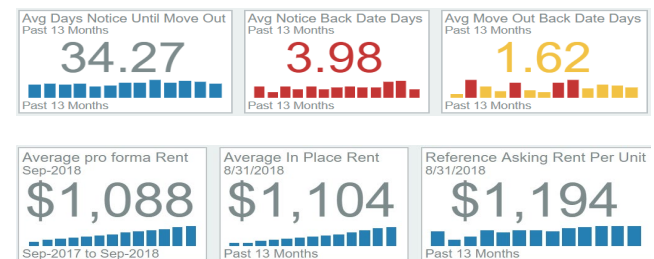 Avg Days Notice Until Move Out
Past 13 Months
34.27
Past 13 Months
Avg Notice Back Date Days
Past 13 Months
3.98
Past 13 Months
Avg Move Out Back Date Days
Past 13 Months
1.62
Past 13 Months
Average pro forma Rent
Sep-2018
$1,088
Sep-2017 to Sep-2018
Average In Place Rent
8/31/2018
$1,104
Past 13 Months
Reference Asking Rent Per Unit
8/31/2018
$1,194
Past 13 Months